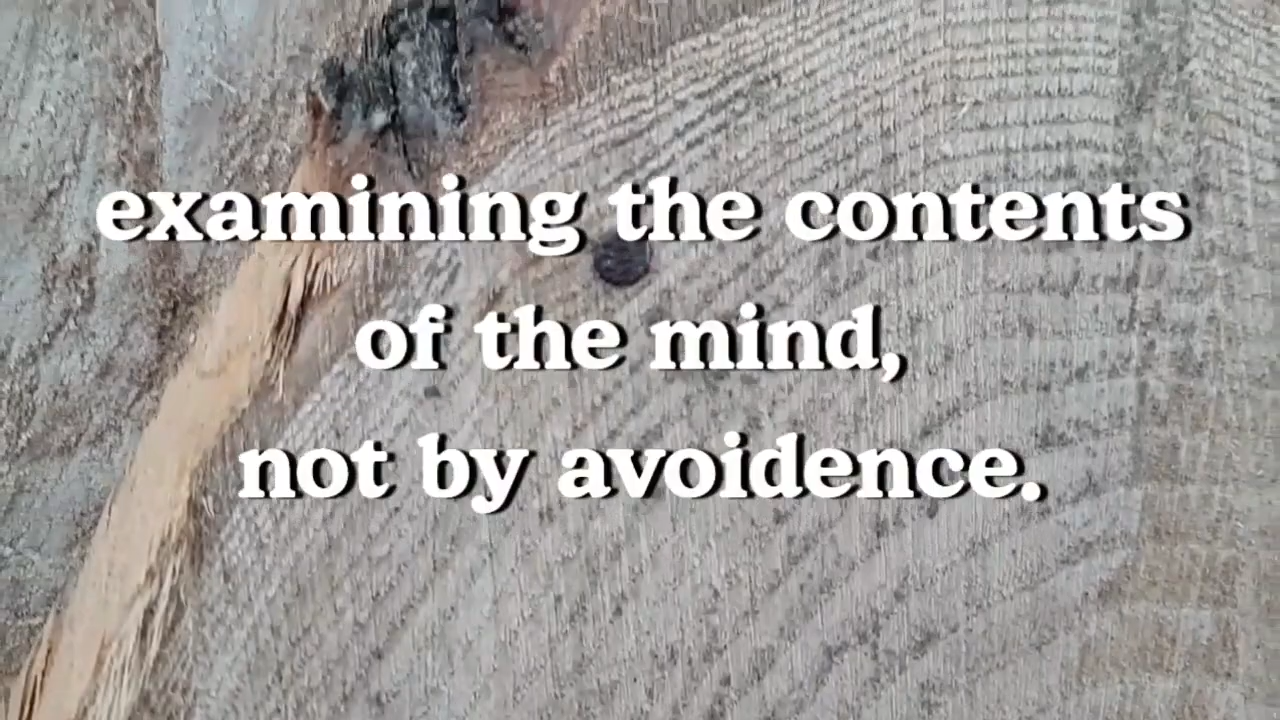 examining the contents
of the mind,
not by avoidence.